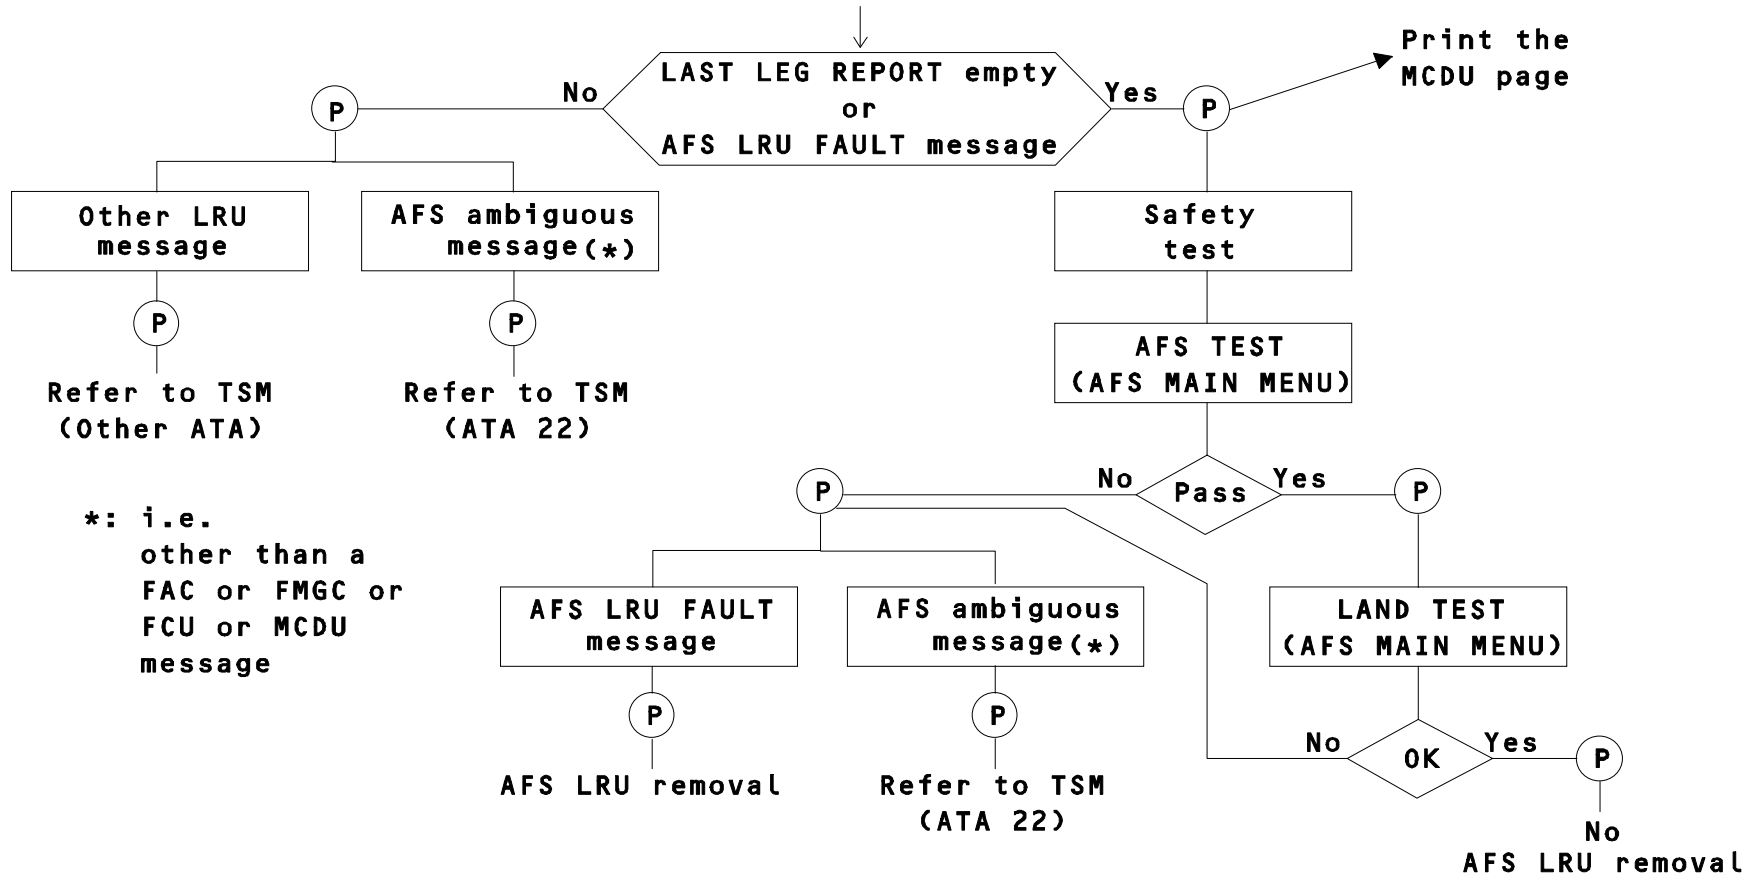 Print the
MCDU page
LAST LEG REPORT empty
or
AFS LRU FAULT message
No
Yes
P
P
Other LRU
message
AFS ambiguous
message(*)
Safety
test
P
P
AFS TEST
(AFS MAIN MENU)
Refer to TSM
(Other ATA)
Refer to TSM
(ATA 22)
No
Pass
Yes
P
P
*: i.e.
other than a
FAC or FMGC or
FCU or MCDU
message
AFS LRU FAULT
message
AFS ambiguous
message(*)
LAND TEST
(AFS MAIN MENU)
P
P
No
OK
Yes
P
AFS LRU removal
Refer to TSM
(ATA 22)
No
AFS LRU removal